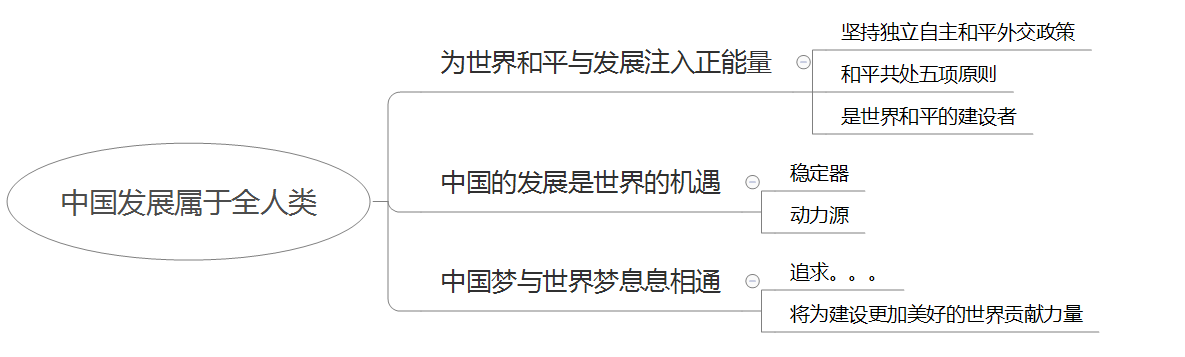 中国发展属于全人类
为世界和平与发展注入正能量
坚持独立自主和平外交政策
和平共处五项原则
是世界和平的建设者
中国的发展是世界的机遇
稳定器
动力源
中国梦与世界梦息息相通
追求。。。
将为建设更加美好的世界贡献力量